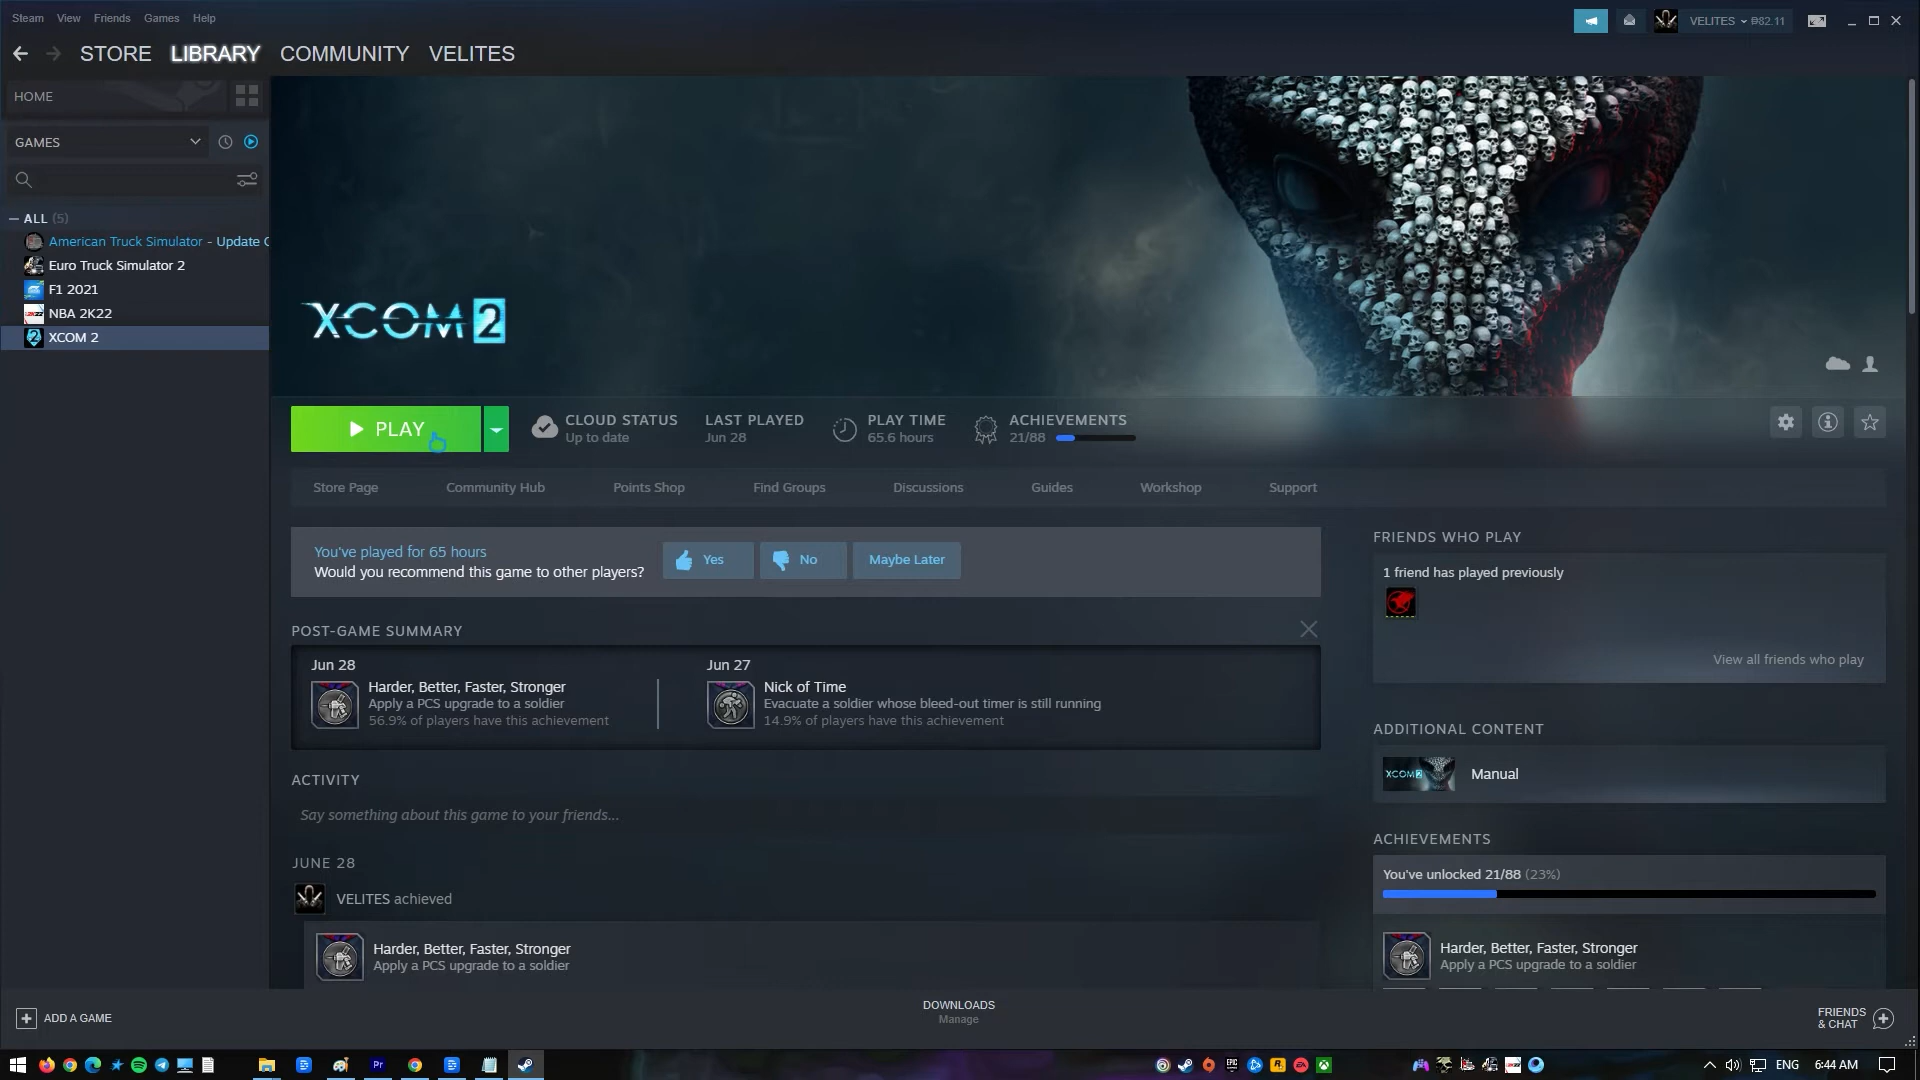 Steam View Friends Games Help
VELITES ₱82.11
STORE LIBRARY COMMUNITY VELITES
HOME
GAMES
ALL (5)
American Truck Simulator - Update
Euro Truck Simulator 2
F1 2021
NBA 2K22
XCOM 2
XCOM 2
PLAY
CLOUD STATUS
Up to date
LAST PLAYED
Jun 28
PLAY TIME
65.6 hours
ACHIEVEMENTS
21/88
Store Page Community Hub Points Shop Find Groups Discussions Guides Workshop Support
You've played for 65 hours
Would you recommend this game to other players?
Yes No Maybe Later
POST-GAME SUMMARY
Jun 28
Harder, Better, Faster, Stronger
Apply a PCS upgrade to a soldier
56.9% of players have this achievement
Jun 27
Nick of Time
Evacuate a soldier whose bleed-out timer is still running
14.9% of players have this achievement
ACTIVITY
Say something about this game to your friends...
JUNE 28
VELITES achieved
Harder, Better, Faster, Stronger
Apply a PCS upgrade to a soldier
FRIENDS WHO PLAY
1 friend has played previously
View all friends who play
ADDITIONAL CONTENT
XCOM 2
Manual
ACHIEVEMENTS
You've unlocked 21/88 (23%)
Harder, Better, Faster, Stronger
Apply a PCS upgrade to a soldier
ADD A GAME
DOWNLOADS
Manage
FRIENDS
& CHAT
Pr
EPIC
EA
ENG
6:44 AM